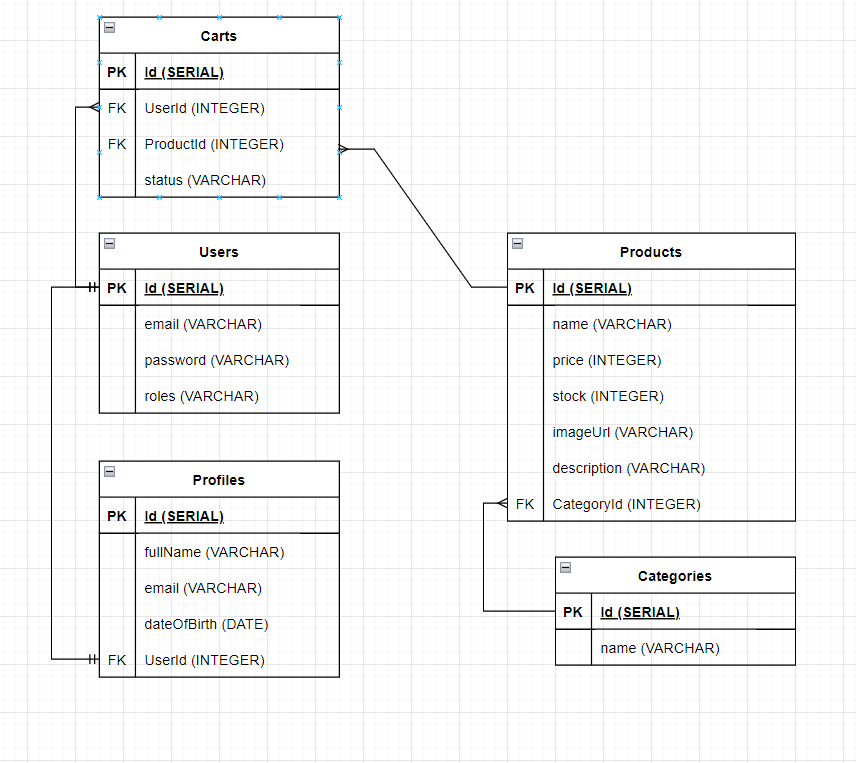 Carts
PK Id (SERIAL)
FK UserId (INTEGER)
FK ProductId (INTEGER)
status (VARCHAR)
Users
PK Id (SERIAL)
email (VARCHAR)
password (VARCHAR)
roles (VARCHAR)
Profiles
PK Id (SERIAL)
fullName (VARCHAR)
email (VARCHAR)
dateOfBirth (DATE)
FK UserId (INTEGER)
Products
PK Id (SERIAL)
name (VARCHAR)
price (INTEGER)
stock (INTEGER)
imageUrl (VARCHAR)
description (VARCHAR)
FK CategoryId (INTEGER)
Categories
PK Id (SERIAL)
name (VARCHAR)